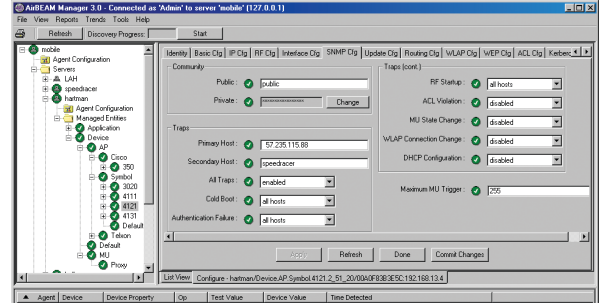 AirBEAM Manager 3.0 - Connected as 'Admin' to server 'mobile' (127.0.0.1)
File View Reports Trends Tools Help
Refresh Discovery Progress: Start
mobile
Agent Configuration
Servers
LAH
speedracer
hartman
Agent Configuration
Managed Entities
Application
Device
AP
Cisco
350
Symbol
3020
4111
4121
4131
Default
Telxon
Default
MU
Proxy
Identity Basic Cfg IP Cfg RF Cfg Interface Cfg SNMP Cfg Update Cfg Routing Cfg WLAP Cfg WEP Cfg ACL Cfg Kerberos
Community
Public: public
Private: **************** Change
Traps
Primary Host: 57.235.115.88
Secondary Host: speedracer
All Traps: enabled
Cold Boot: all hosts
Authentication Failure: all hosts
Traps (cont.)
RF Startup: all hosts
ACL Violation: disabled
MU State Change: disabled
WLAP Connection Change: disabled
DHCP Configuration: disabled
Maximum MU Trigger: 255
Apply Refresh Done Commit Changes
List View Configure - hartman/Device.AP.Symbol.4121.2_51_20/00A0F83B3E5C:192.168.13.4
Agent Device Device Property Op Test Value Device Value Time Detected